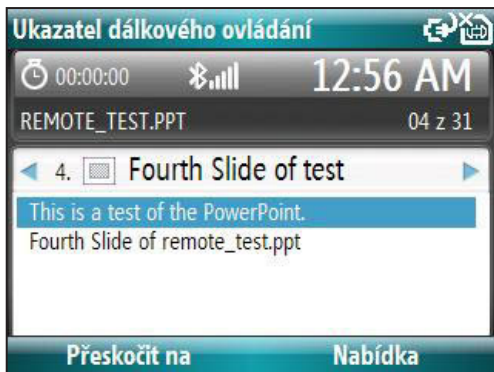 Ukazatel dálkového ovládání
00:00:00 12:56 AM
REMOTE_TEST.PPT 04 z 31
4. Fourth Slide of test
This is a test of the PowerPoint.
Fourth Slide of remote_test.ppt
Přeskočit na Nabídka